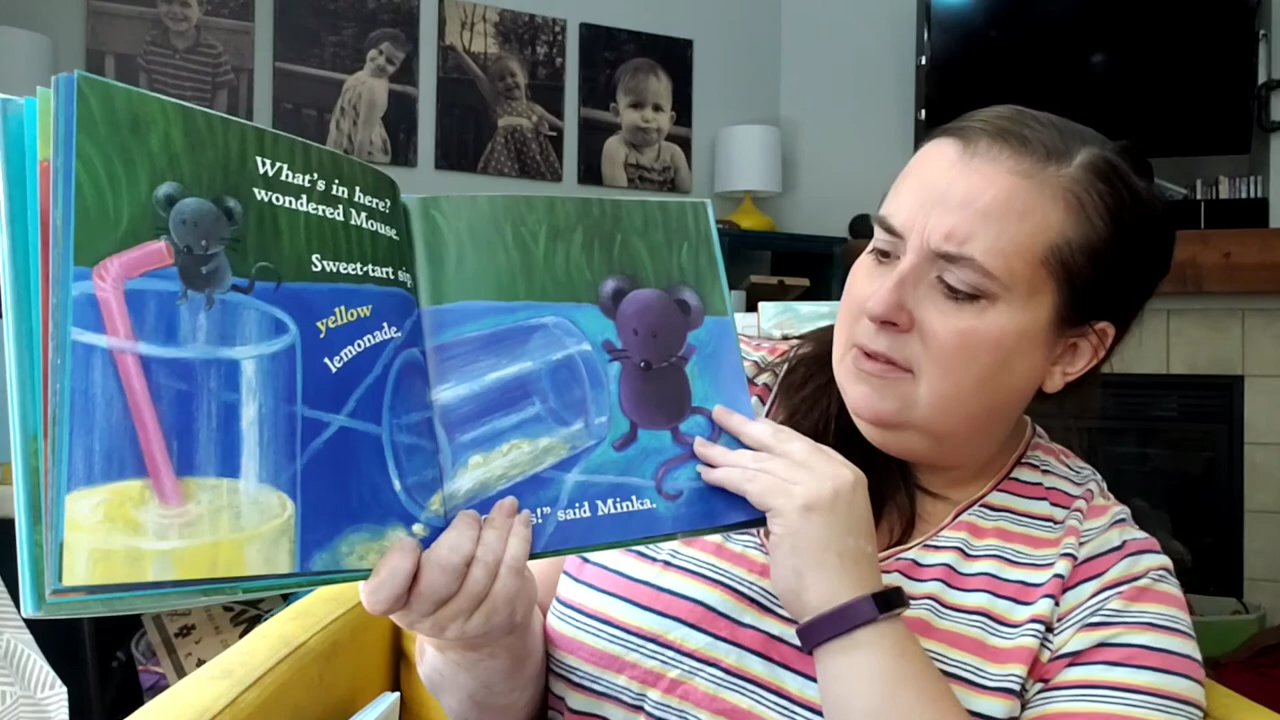 What's in here?
wondered Mouse.
Sweet-tart sip,
yellow
lemonade.
s!" said Minka.